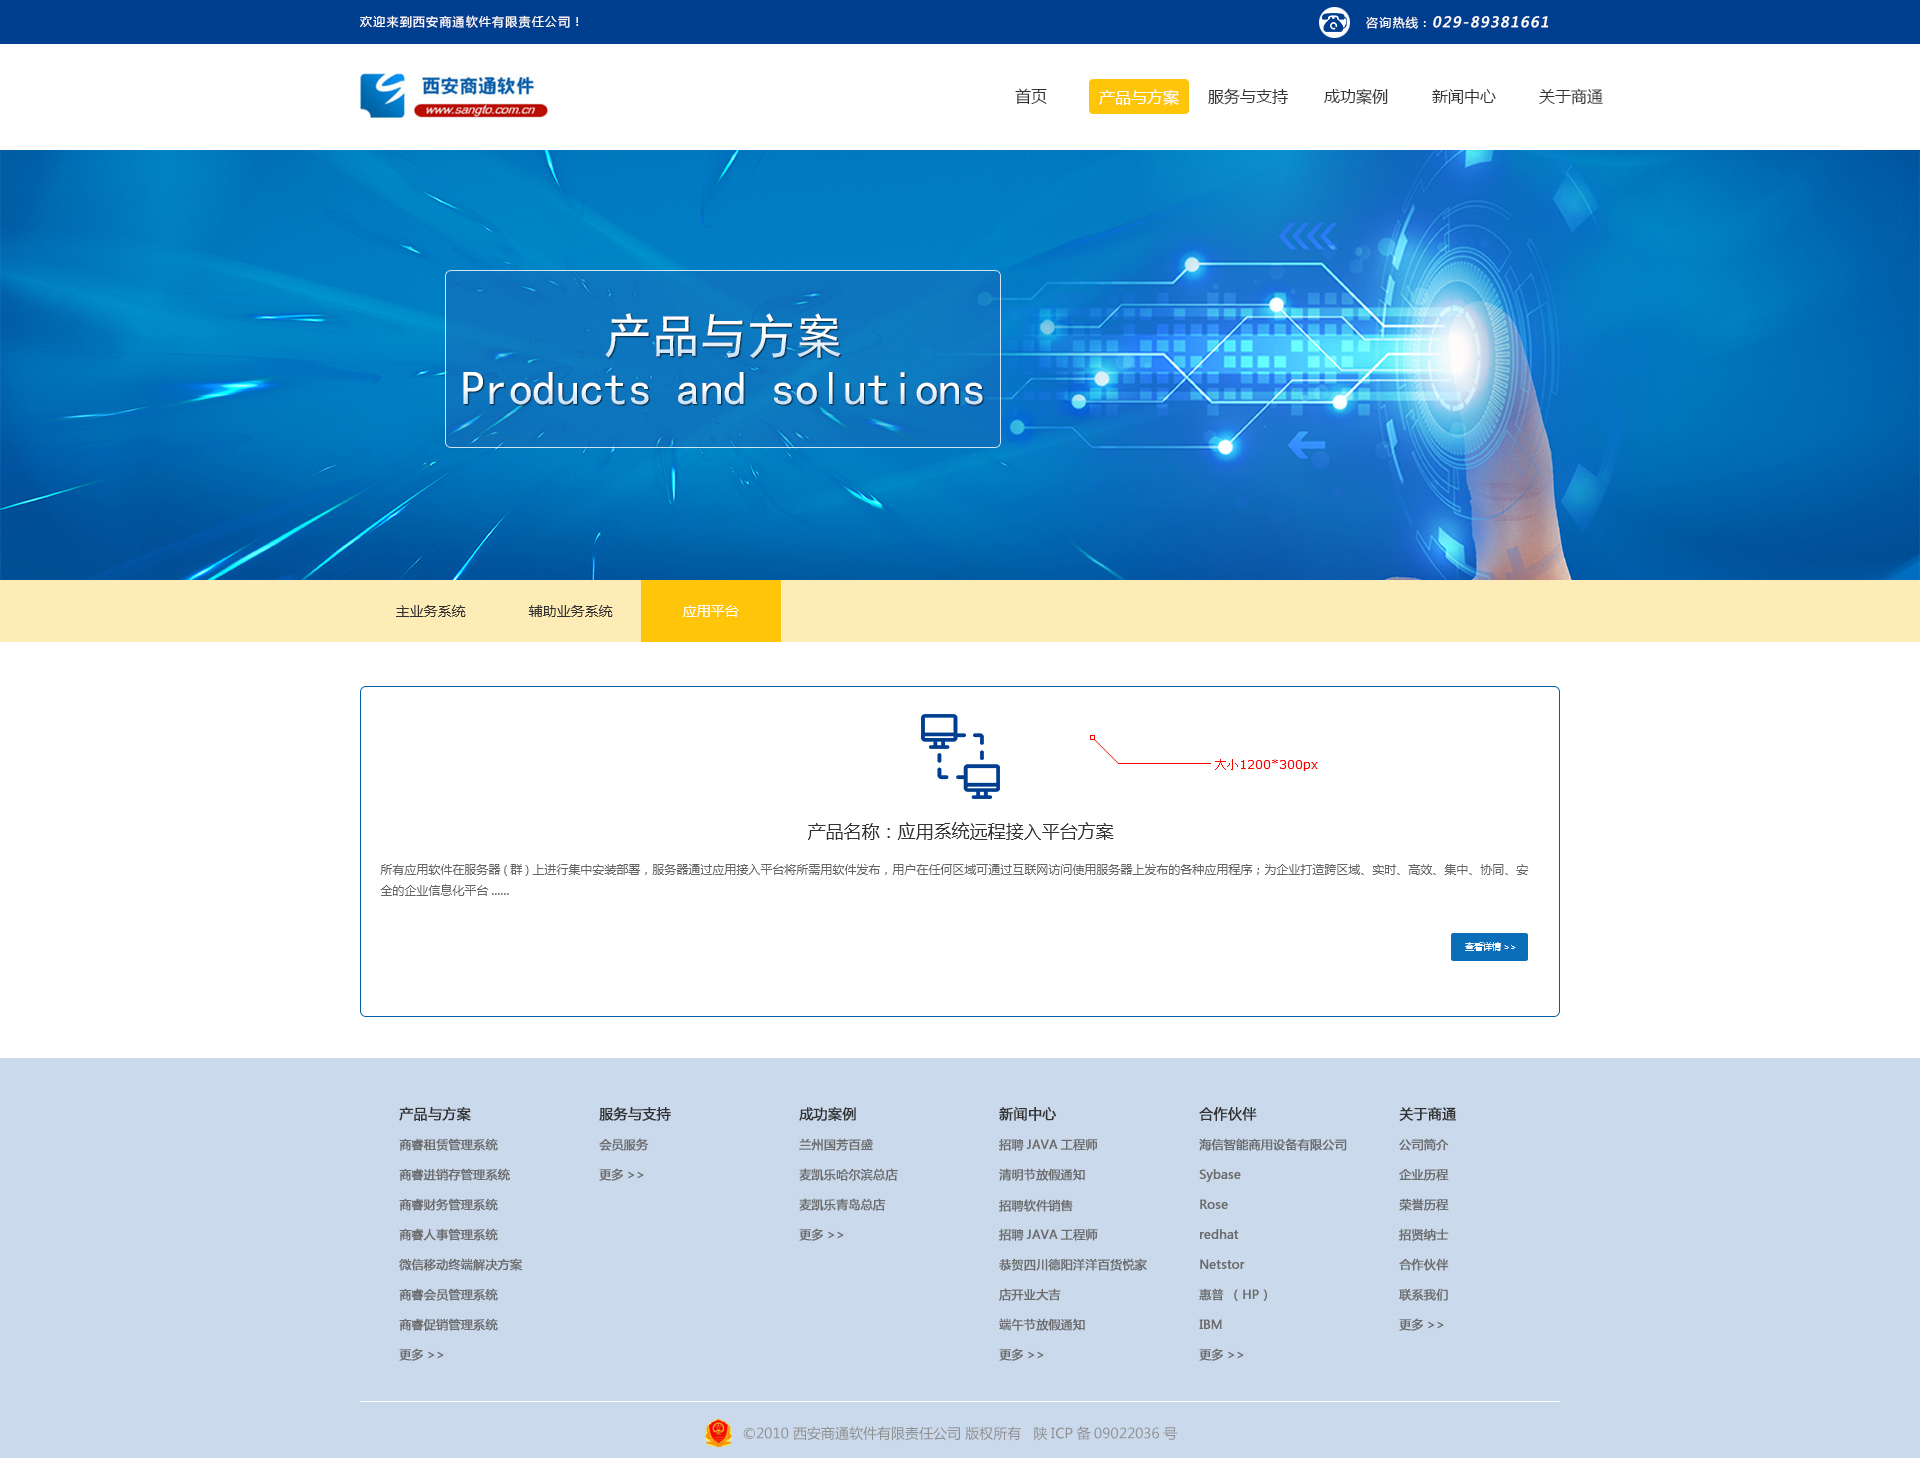 欢迎来到西安商通软件有限责任公司！
咨询热线：029-89381661
西安商通软件
www.sangto.com.cn
首页 产品与方案 服务与支持 成功案例 新闻中心 关于商通
产品与方案
Products and solutions
主业务系统 辅助业务系统 应用平台
大小1200*300px
产品名称：应用系统远程接入平台方案
所有应用软件在服务器（群）上进行集中安装部署，服务器通过应用接入平台将所需用软件发布，用户在任何区域可通过互联网访问使用服务器上发布的各种应用程序；为企业打造跨区域、实时、高效、集中、协同、安
全的企业信息化平台 ......
查看详情 >>
产品与方案
商睿租赁管理系统
商睿进销存管理系统
商睿财务管理系统
商睿人事管理系统
微信移动终端解决方案
商睿会员管理系统
商睿促销管理系统
更多 >>
服务与支持
会员服务
更多 >>
成功案例
兰州国芳百盛
麦凯乐哈尔滨总店
麦凯乐青岛总店
更多 >>
新闻中心
招聘 JAVA 工程师
清明节放假通知
招聘软件销售
招聘 JAVA 工程师
恭贺四川德阳洋洋百货悦家
店开业大吉
端午节放假通知
更多 >>
合作伙伴
海信智能商用设备有限公司
Sybase
Rose
redhat
Netstor
惠普 （ HP ）
IBM
更多 >>
关于商通
公司简介
企业历程
荣誉历程
招贤纳士
合作伙伴
联系我们
更多 >>
©2010 西安商通软件有限责任公司 版权所有 陕 ICP 备 09022036 号